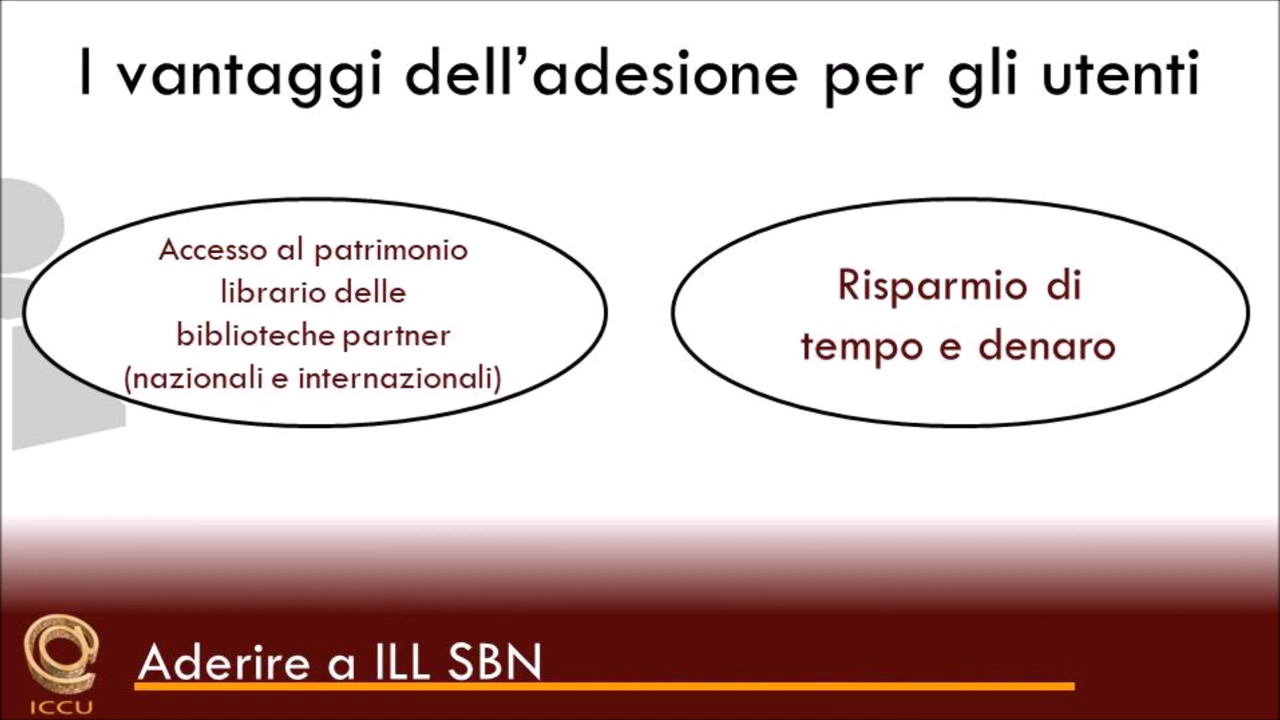 I vantaggi dell’adesione per gli utenti
Accesso al patrimonio
librario delle
biblioteche partner
(nazionali e internazionali)
Risparmio di
tempo e denaro
Aderire a ILL SBN
ICCU